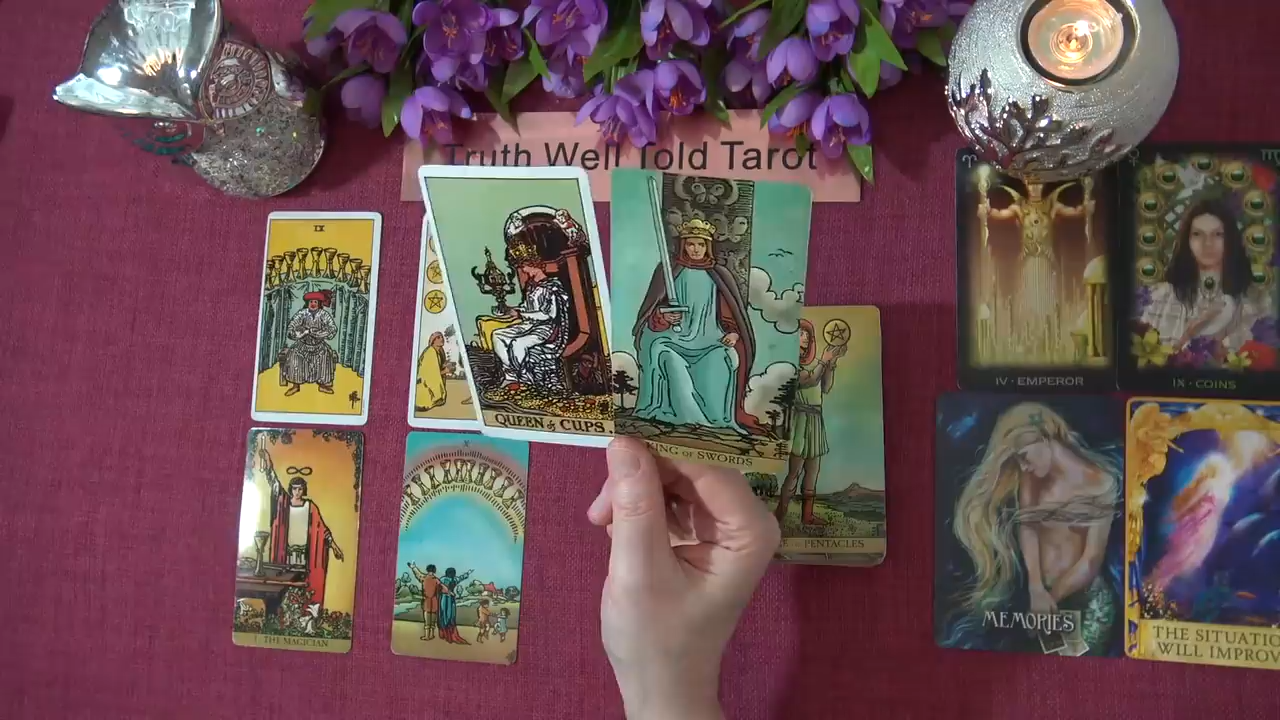 Truth Well Told Tarot
IX
QUEEN of CUPS.
KING OF SWORDS
PENTACLES
I. THE MAGICIAN
X
IV · EMPEROR
IX · COINS
MEMORIES
THE SITUATIO
WILL IMPROV